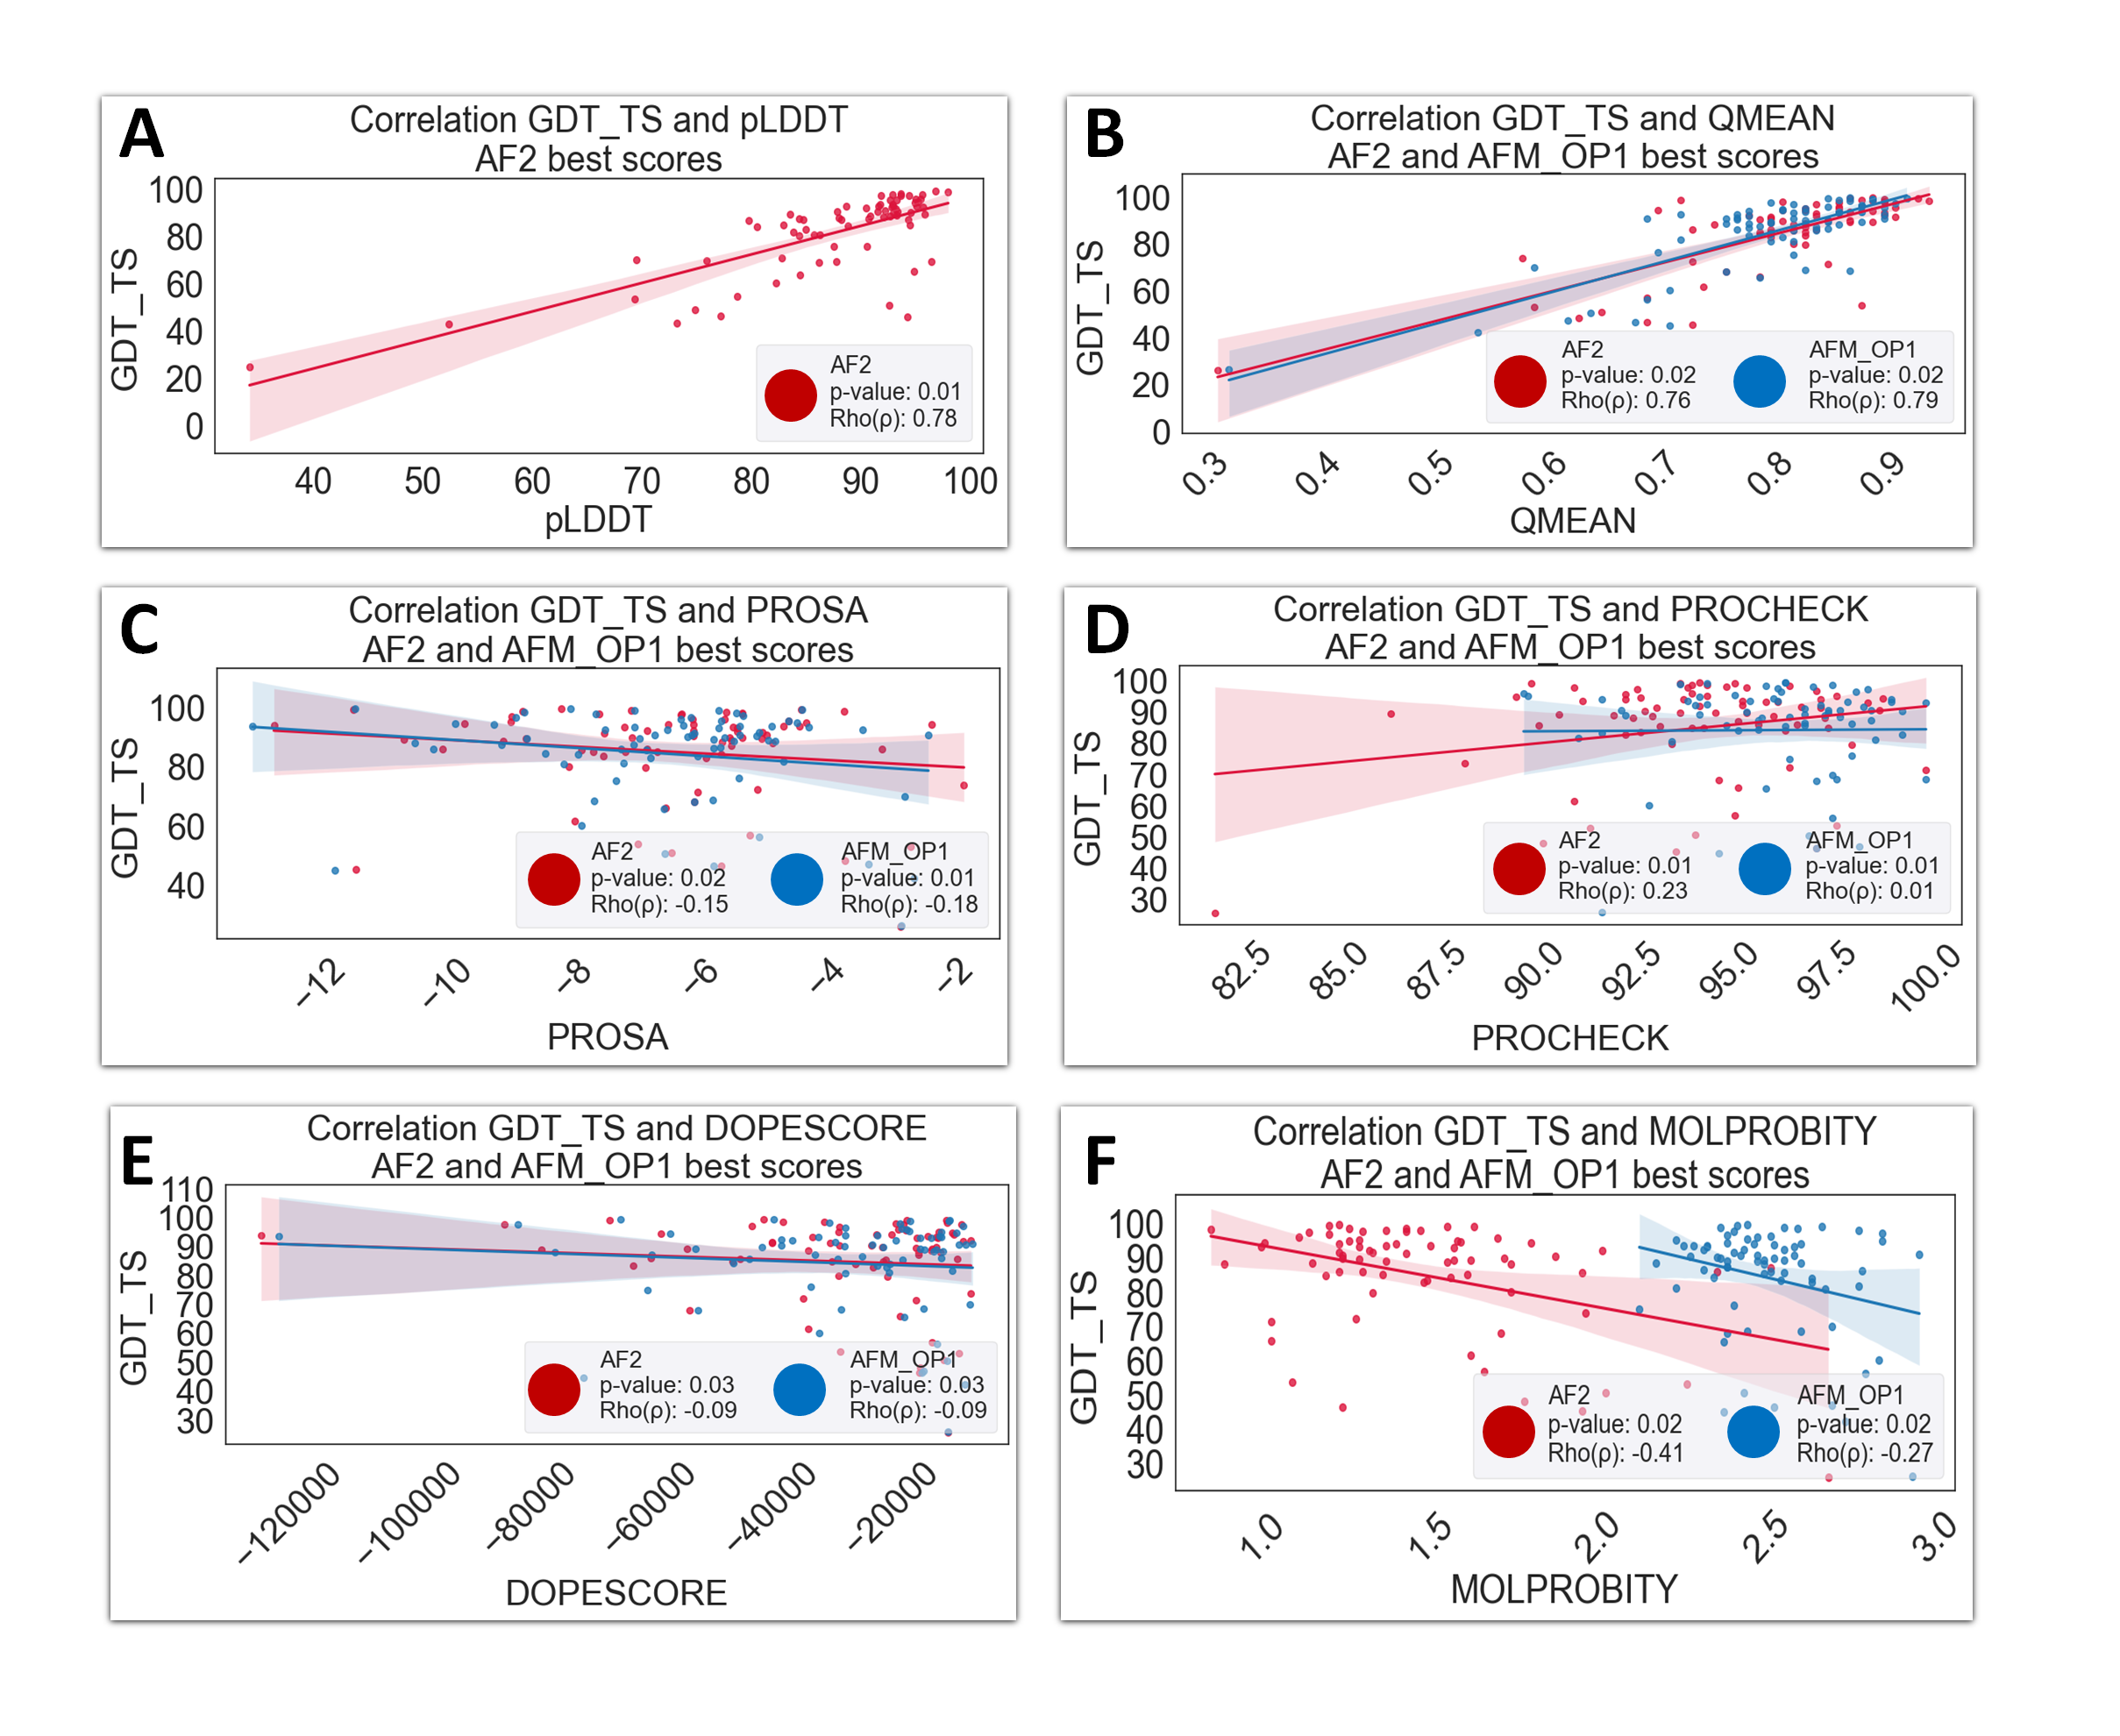 A
Correlation GDT_TS and pLDDT
AF2 best scores
100
80
60
40
20
0
GDT_TS
AF2
p-value: 0.01
Rho(ρ): 0.78
40 50 60 70 80 90 100
pLDDT
B
Correlation GDT_TS and QMEAN
AF2 and AFM_OP1 best scores
100
80
60
40
20
0
GDT_TS
AF2
p-value: 0.02
Rho(ρ): 0.76
AFM_OP1
p-value: 0.02
Rho(ρ): 0.79
0.3 0.4 0.5 0.6 0.7 0.8 0.9
QMEAN
C
Correlation GDT_TS and PROSA
AF2 and AFM_OP1 best scores
100
80
60
40
GDT_TS
AF2
p-value: 0.02
Rho(ρ): -0.15
AFM_OP1
p-value: 0.01
Rho(ρ): -0.18
−12 −10 −8 −6 −4 −2
PROSA
D
Correlation GDT_TS and PROCHECK
AF2 and AFM_OP1 best scores
100
90
80
70
60
50
40
30
GDT_TS
AF2
p-value: 0.01
Rho(ρ): 0.23
AFM_OP1
p-value: 0.01
Rho(ρ): 0.01
82.5 85.0 87.5 90.0 92.5 95.0 97.5 100.0
PROCHECK
E
Correlation GDT_TS and DOPESCORE
AF2 and AFM_OP1 best scores
110
100
90
80
70
60
50
40
30
GDT_TS
AF2
p-value: 0.03
Rho(ρ): -0.09
AFM_OP1
p-value: 0.03
Rho(ρ): -0.09
−120000 −100000 −80000 −60000 −40000 −20000
DOPESCORE
F
Correlation GDT_TS and MOLPROBITY
AF2 and AFM_OP1 best scores
100
90
80
70
60
50
40
30
GDT_TS
AF2
p-value: 0.02
Rho(ρ): -0.41
AFM_OP1
p-value: 0.02
Rho(ρ): -0.27
1.0 1.5 2.0 2.5 3.0
MOLPROBITY